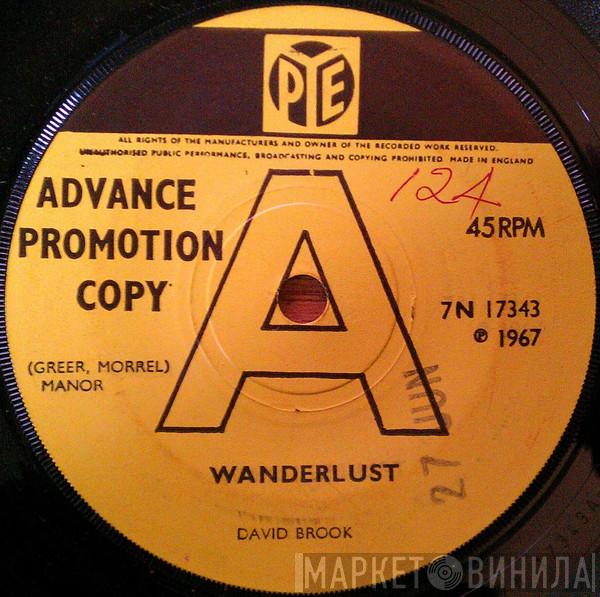 PYE
ALL RIGHTS OF THE MANUFACTURERS AND OWNER OF THE RECORDED WORK RESERVED.
UNAUTHORISED PUBLIC PERFORMANCE, BROADCASTING AND COPYING PROHIBITED. MADE IN ENGLAND
ADVANCE
PROMOTION
COPY
A
124
45 RPM
7N 17343
℗ 1967
(GREER, MORREL)
MANOR
27 JUN
WANDERLUST
DAVID BROOK
МАРКЕТ ВИНИЛА